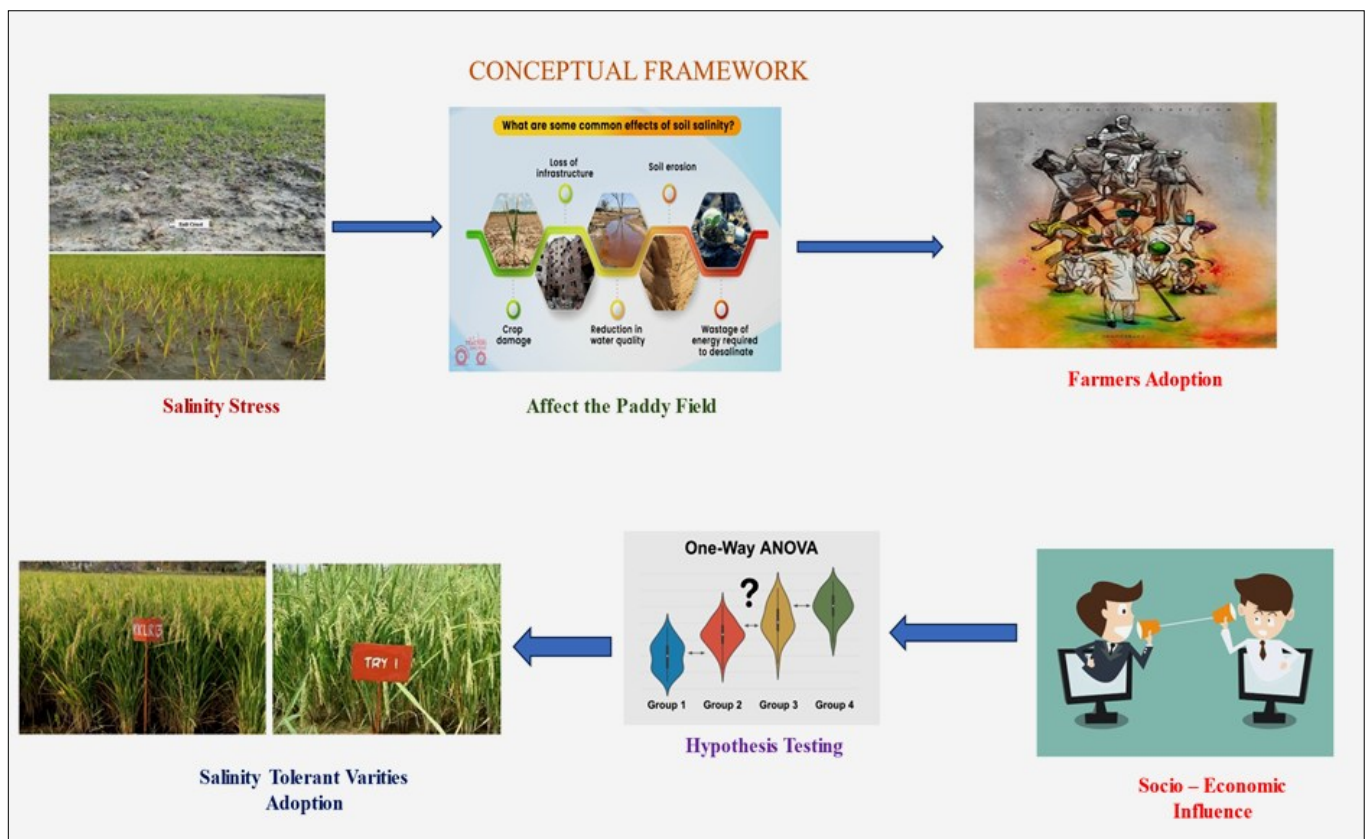 CONCEPTUAL FRAMEWORK
What are some common effects of soil salinity?
Loss of
infrastructure
Soil erosion
Crop
damage
Reduction in
water quality
Wastage of
energy required
to desalinate
Salinity Stress
Affect the Paddy Field
Farmers Adoption
TRY 1
One-Way ANOVA
?
Group 1
Group 2
Group 3
Group 4
Salinity Tolerant Varities
Adoption
Hypothesis Testing
Socio – Economic
Influence